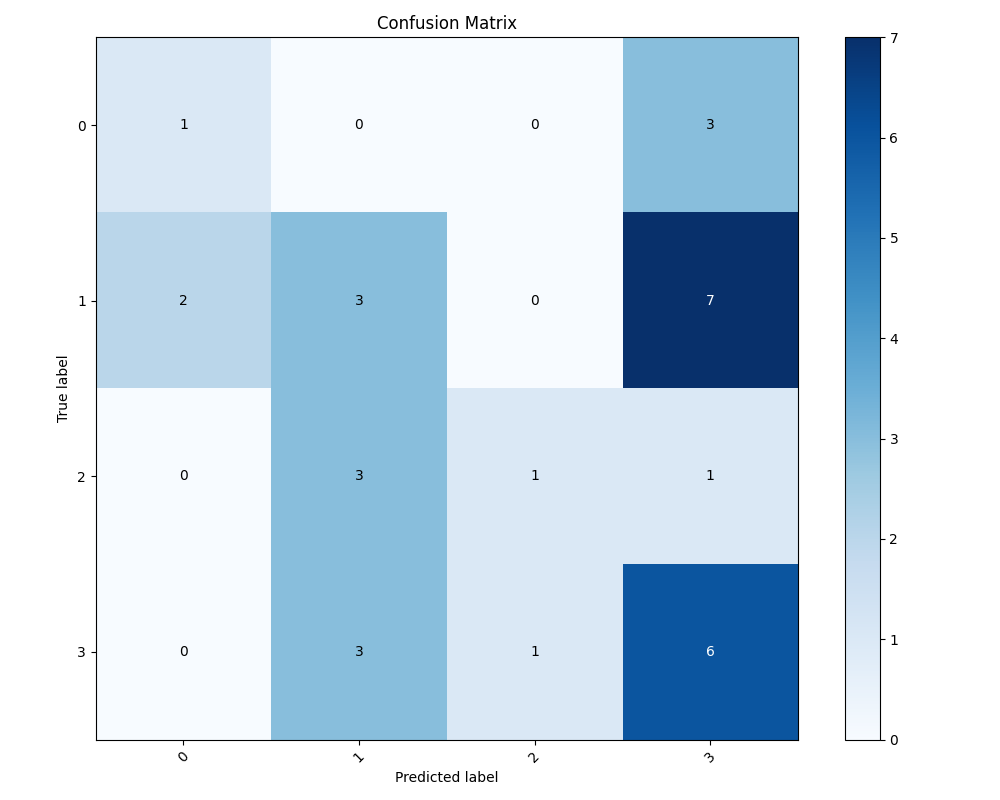 Confusion Matrix
0 1 0 0 3
1 2 3 0 7
2 0 3 1 1
3 0 3 1 6
0 1 2 3
True label
Predicted label
7
6
5
4
3
2
1
0